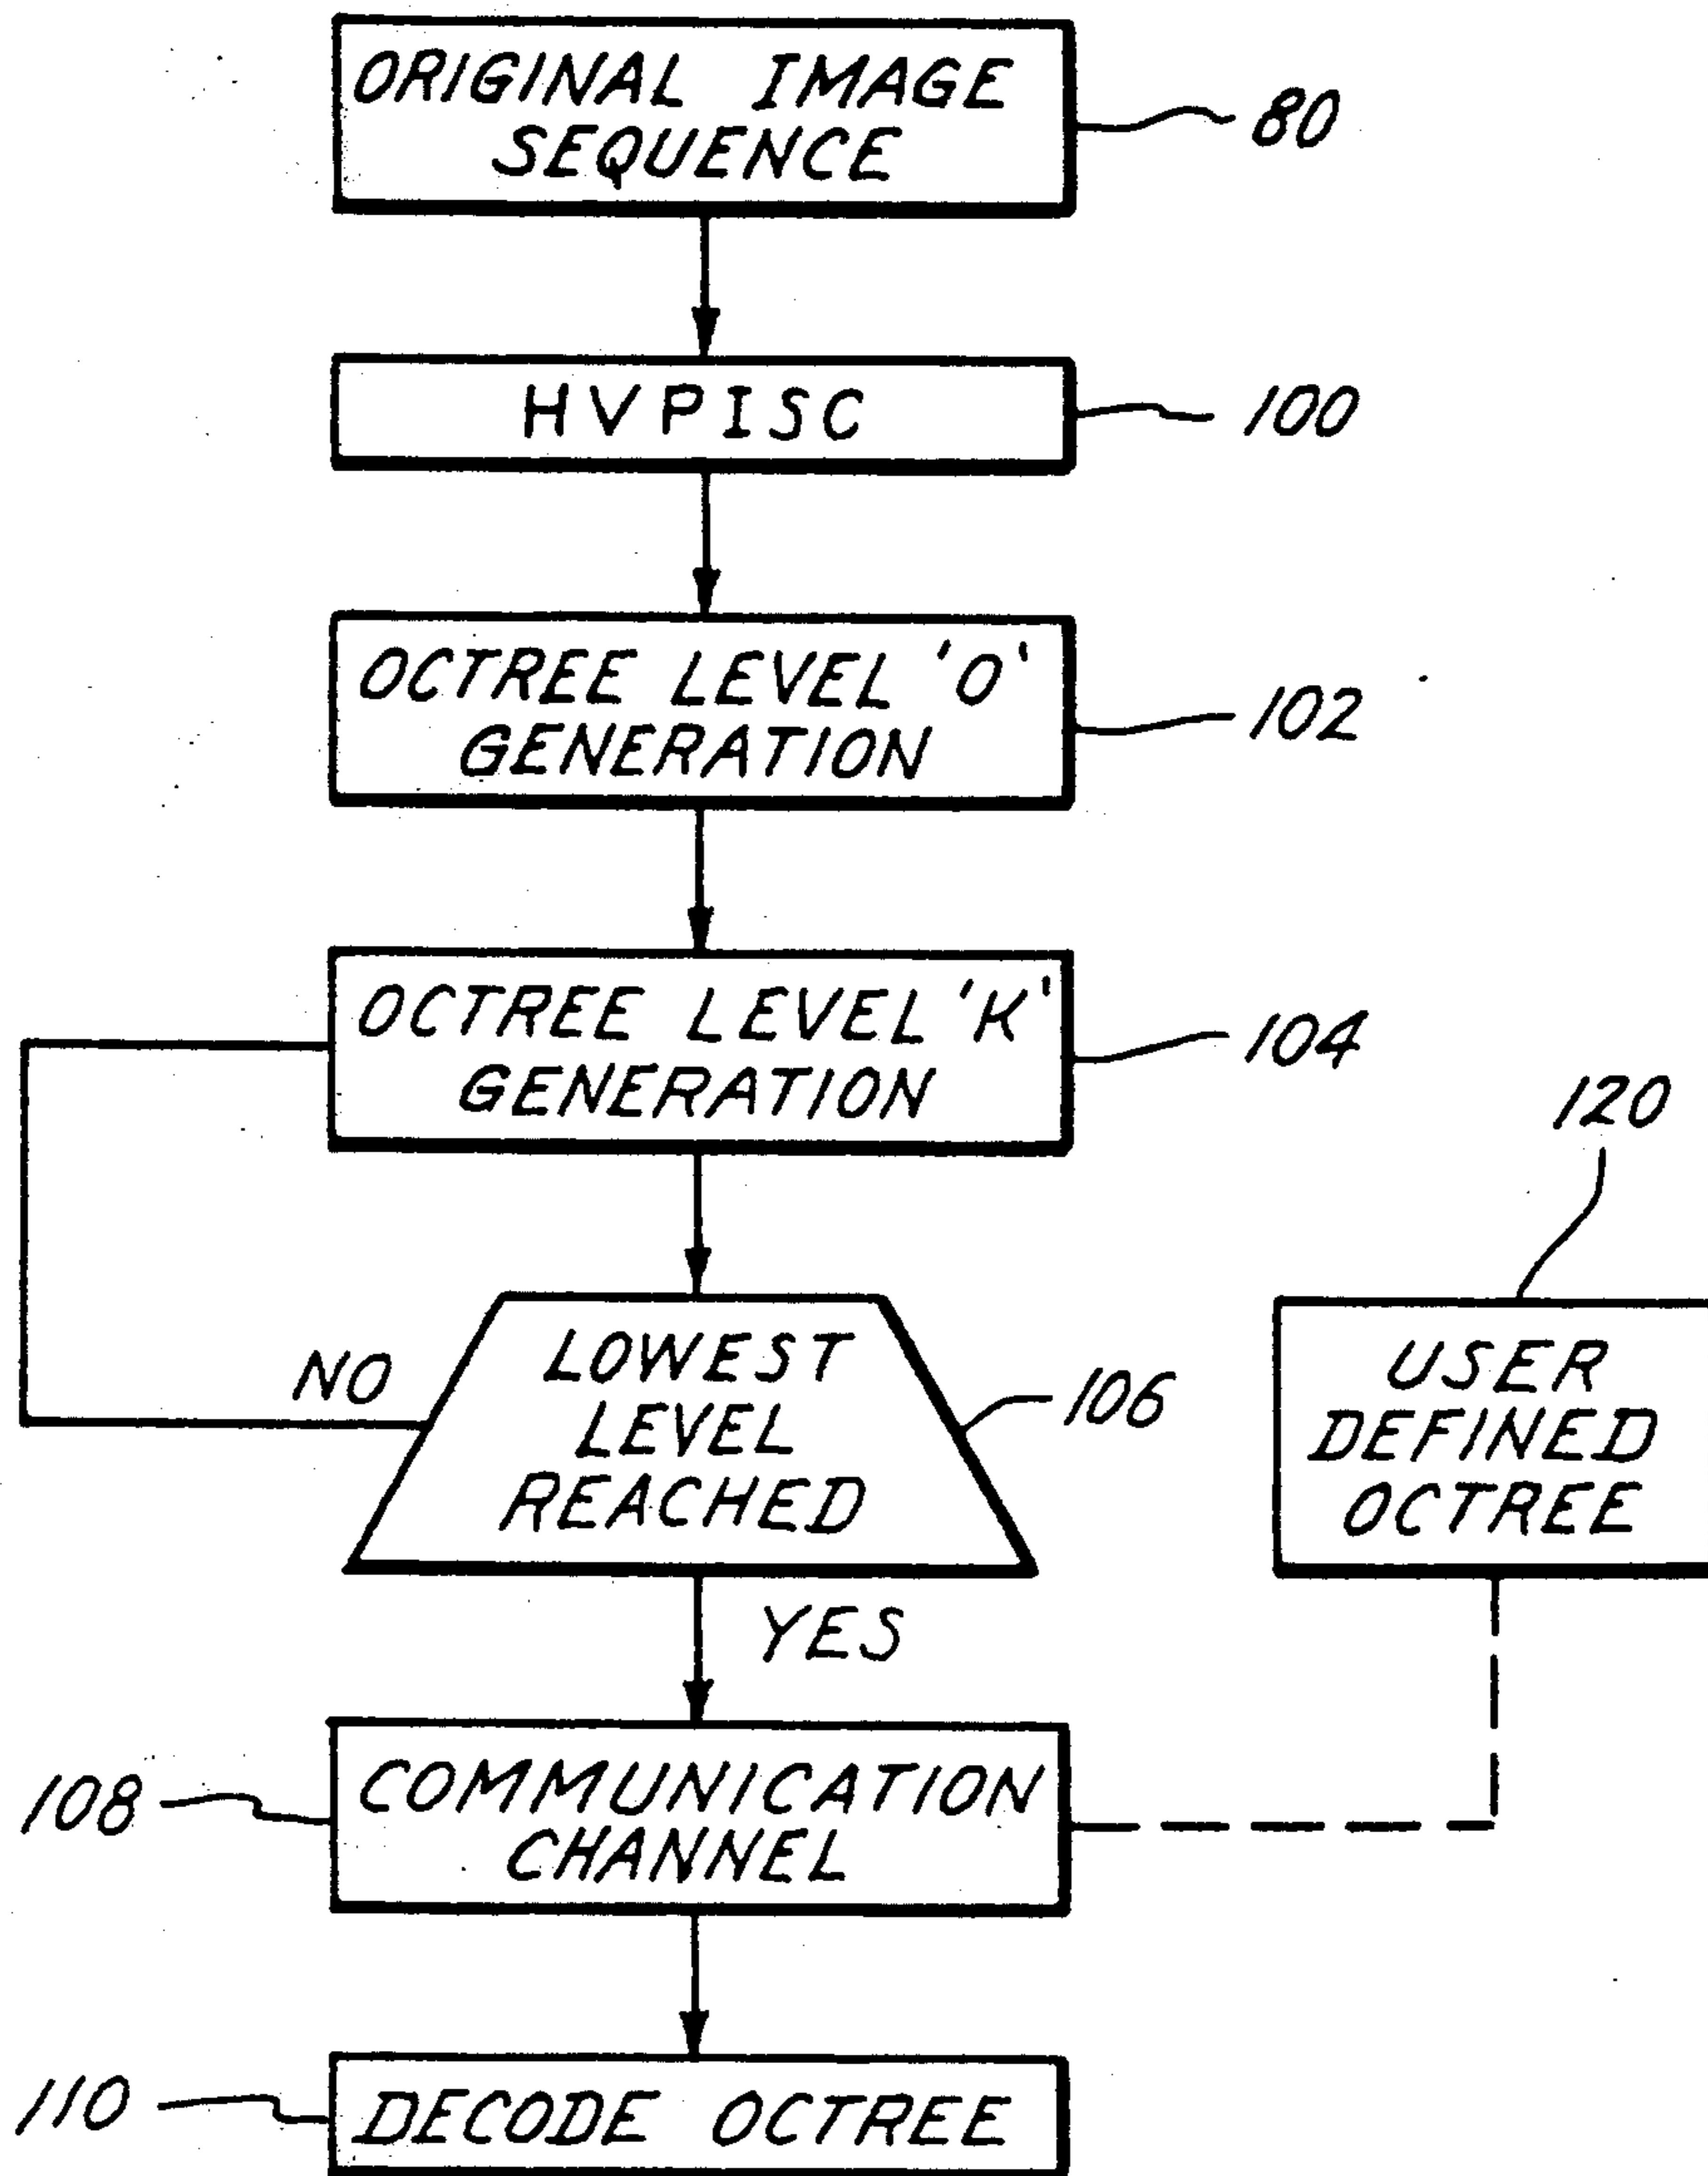 ORIGINAL IMAGE
SEQUENCE
80
HVPISC
100
OCTREE LEVEL 'O'
GENERATION
102
OCTREE LEVEL 'K'
GENERATION
104
120
NO
LOWEST
LEVEL
REACHED
106
USER
DEFINED
OCTREE
YES
108
COMMUNICATION
CHANNEL
110
DECODE OCTREE